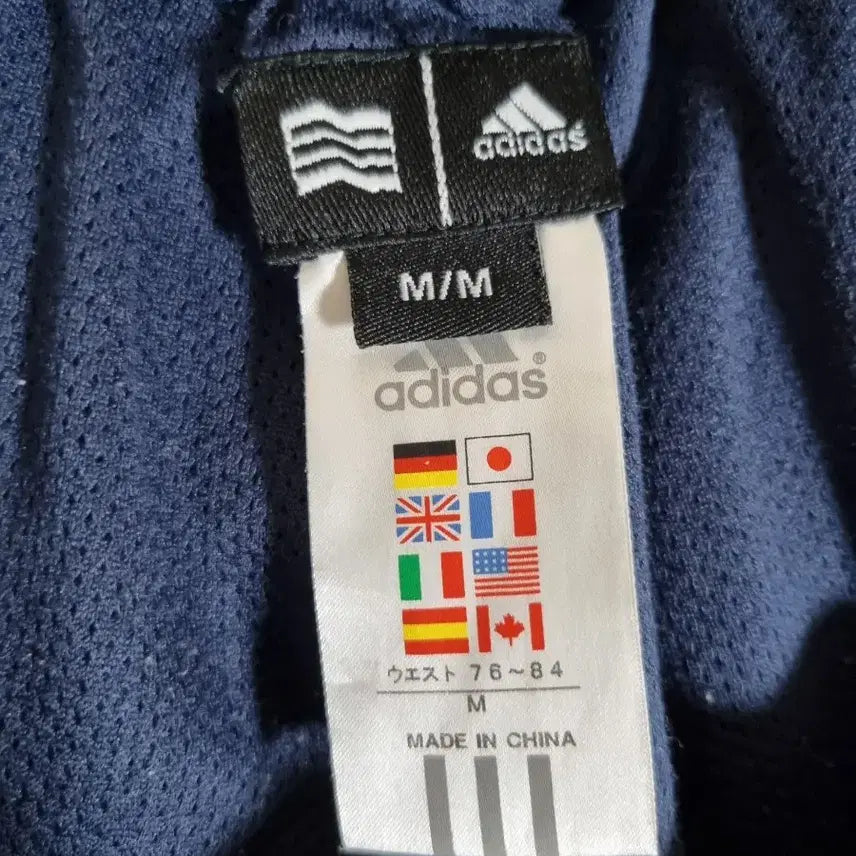 adidas
M/M
adidas®
ウエスト 76~84
M
MADE IN CHINA